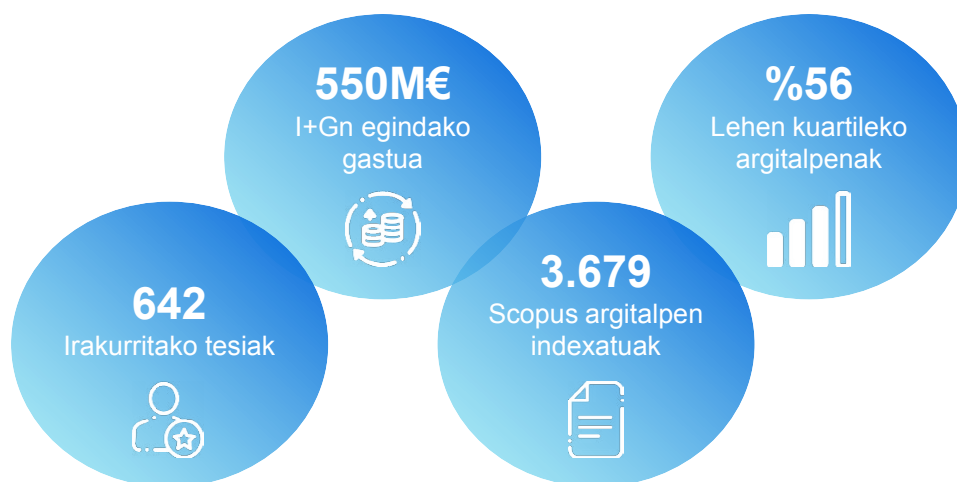 550M€
I+Gn egindako
gastua
%56
Lehen kuartileko
argitalpenak
642
Irakurritako tesiak
3.679
Scopus argitalpen
indexatuak